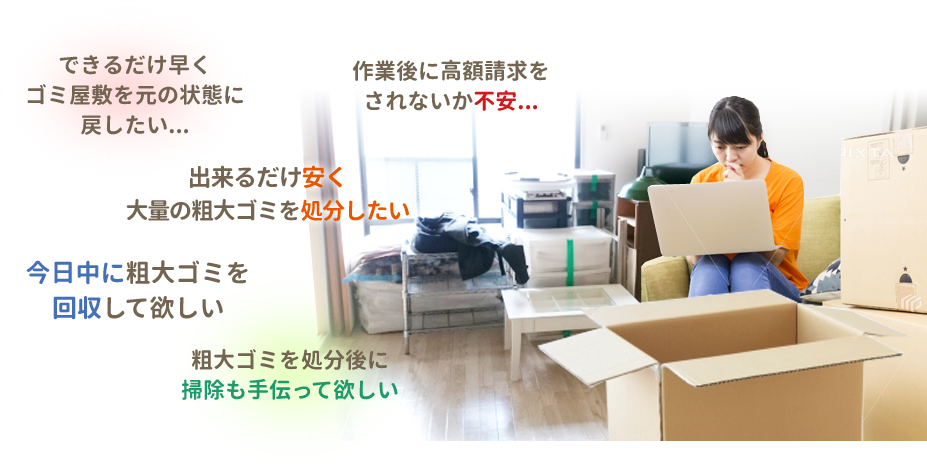 できるだけ早く
ゴミ屋敷を元の状態に
戻したい...
作業後に高額請求を
されないか不安...
出来るだけ安く
大量の粗大ゴミを処分したい
今日中に粗大ゴミを
回収して欲しい
粗大ゴミを処分後に
掃除も手伝って欲しい